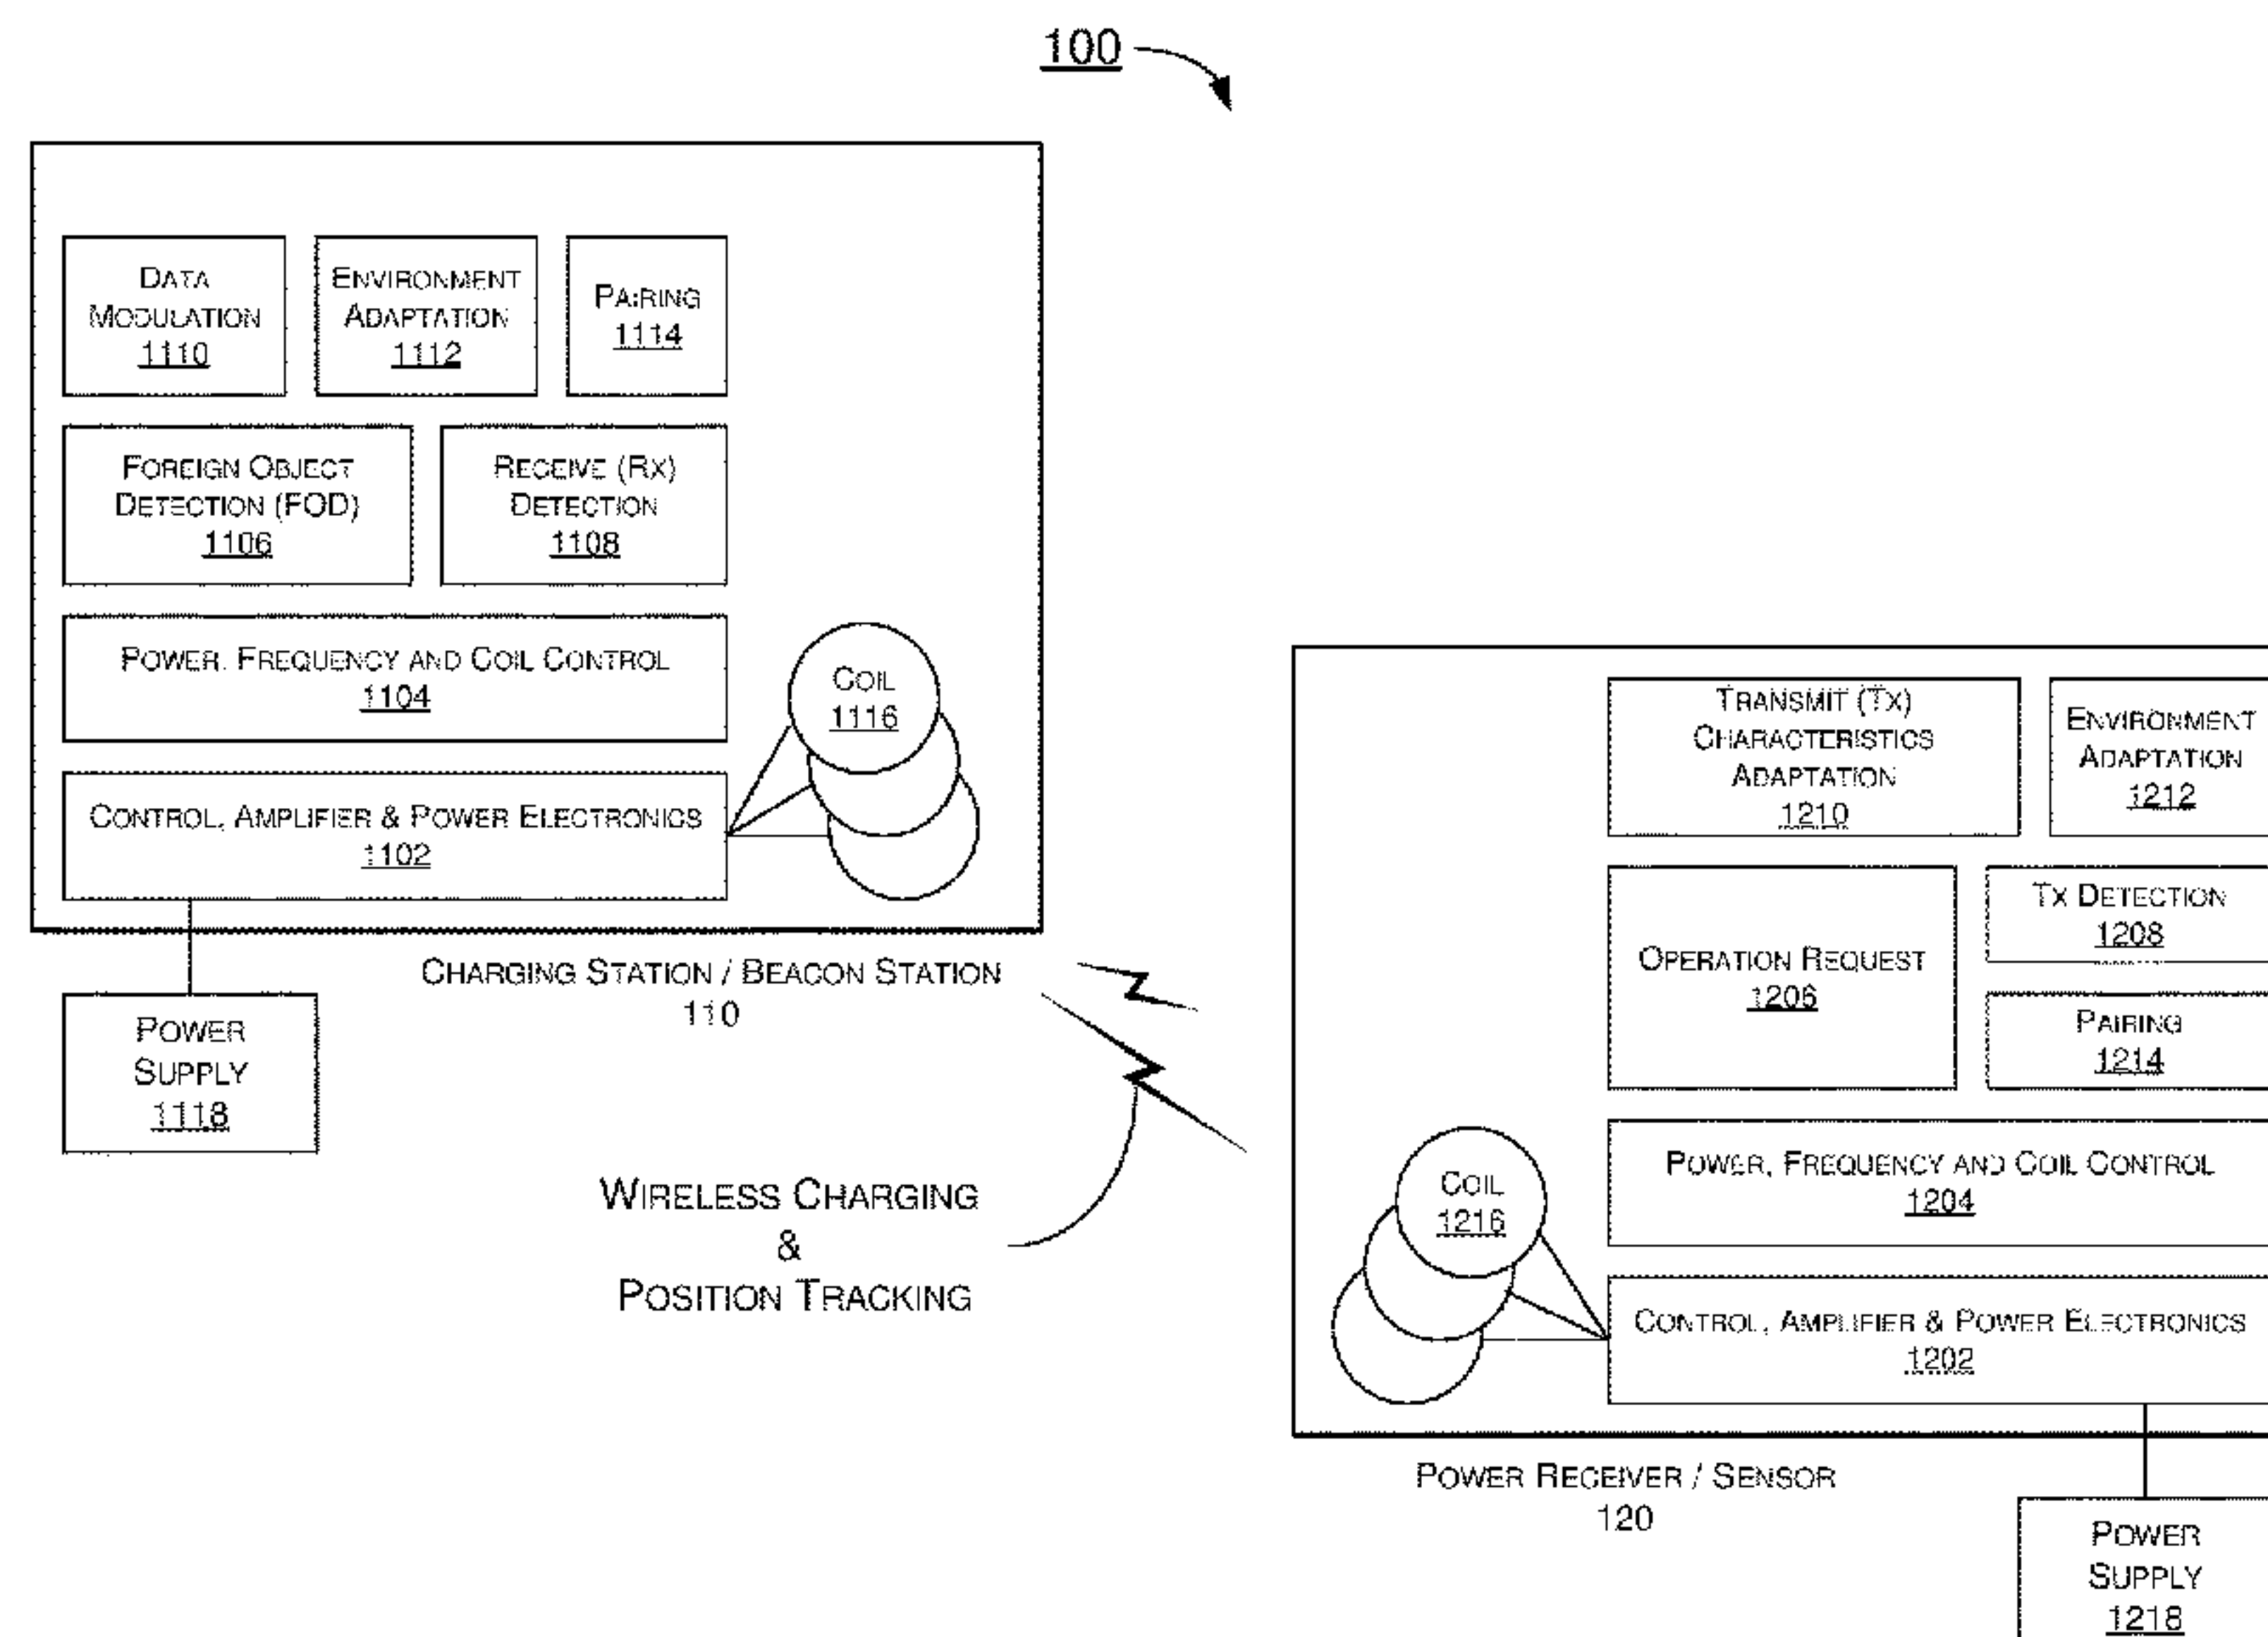 100
DATA
MODULATION
1110
ENVIRONMENT
ADAPTATION
1112
PAIRING
1114
FOREIGN OBJECT
DETECTION (FOD)
1106
RECEIVE (RX)
DETECTION
1108
POWER, FREQUENCY AND COIL CONTROL
1104
COIL
1116
CONTROL, AMPLIFIER & POWER ELECTRONICS
1102
CHARGING STATION / BEACON STATION
110
POWER
SUPPLY
1118
WIRELESS CHARGING
&
POSITION TRACKING
TRANSMIT (TX)
CHARACTERISTICS
ADAPTATION
1210
ENVIRONMENT
ADAPTATION
1212
OPERATION REQUEST
1206
TX DETECTION
1208
PAIRING
1214
POWER, FREQUENCY AND COIL CONTROL
1204
COIL
1216
CONTROL, AMPLIFIER & POWER ELECTRONICS
1202
POWER RECEIVER / SENSOR
120
POWER
SUPPLY
1218